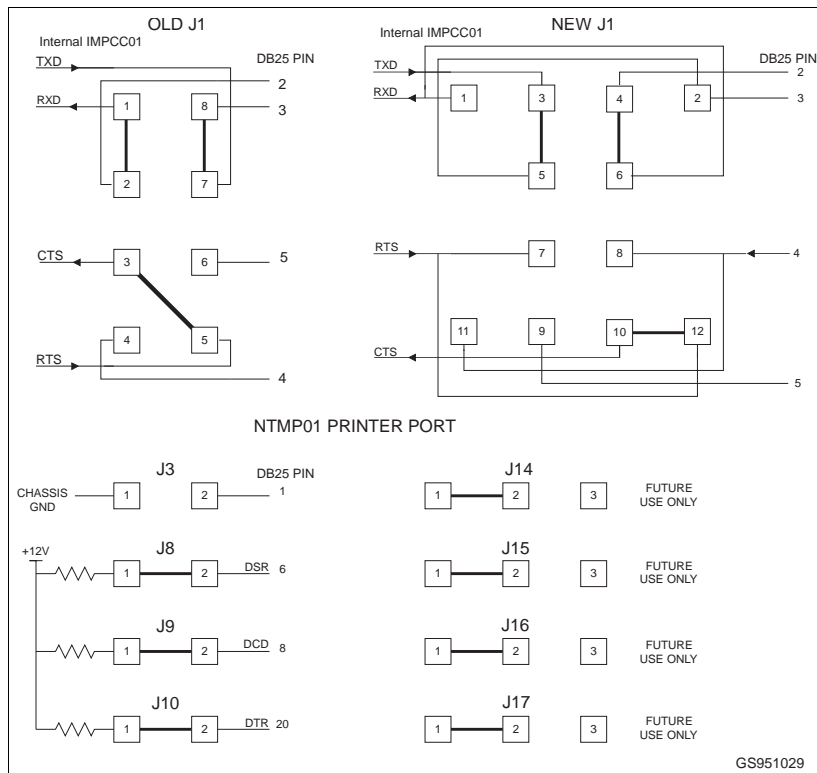 OLD J1
NEW J1
Internal IMPCC01
Internal IMPCC01
DB25 PIN
DB25 PIN
TXD
2
TXD
2
RXD
1
8
3
RXD
1
3
4
2
3
2
7
5
6
CTS
3
6
5
RTS
7
8
4
4
5
11
9
10
12
RTS
4
CTS
5
NTMP01 PRINTER PORT
J3
DB25 PIN
J14
CHASSIS
GND
1
2
1
1
2
3
FUTURE
USE ONLY
+12V
J8
J15
1
2
DSR
6
1
2
3
FUTURE
USE ONLY
J9
J16
1
2
DCD
8
1
2
3
FUTURE
USE ONLY
J10
J17
1
2
DTR
20
1
2
3
FUTURE
USE ONLY
GS951029